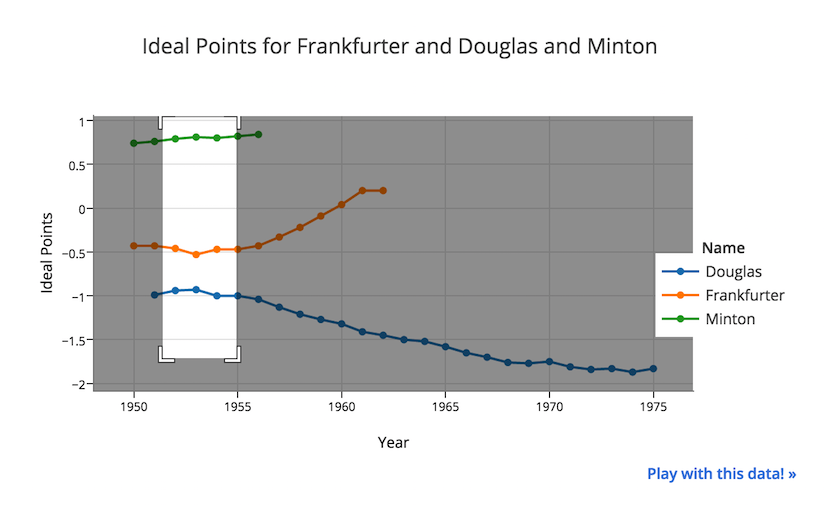 Ideal Points for Frankfurter and Douglas and Minton
1
0.5
0
−0.5
−1
−1.5
−2
Ideal Points
1950 1955 1960 1965 1970 1975
Year
Name
Douglas
Frankfurter
Minton
Play with this data! »